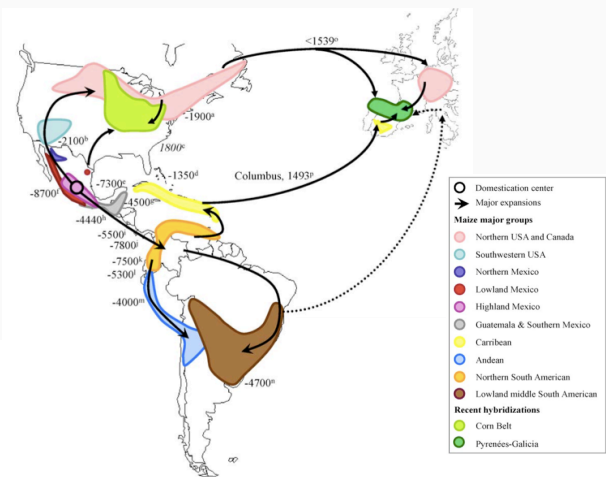 <1539ᵒ
-1900ᵃ
-2100ᵇ
1800ᶜ
-1350ᵈ
Columbus, 1493ᵖ
-7300ᵉ
-8700ᶠ
-4500ᵍ
-4440ʰ
-5500ⁱ
-7800ʲ
-7500ᵏ
-5300ˡ
-4000ᵐ
-4700ⁿ
Domestication center
Major expansions
Maize major groups
Northern USA and Canada
Southwestern USA
Northern Mexico
Lowland Mexico
Highland Mexico
Guatemala & Southern Mexico
Carribean
Andean
Northern South American
Lowland middle South American
Recent hybridizations
Corn Belt
Pyrenées-Galicia